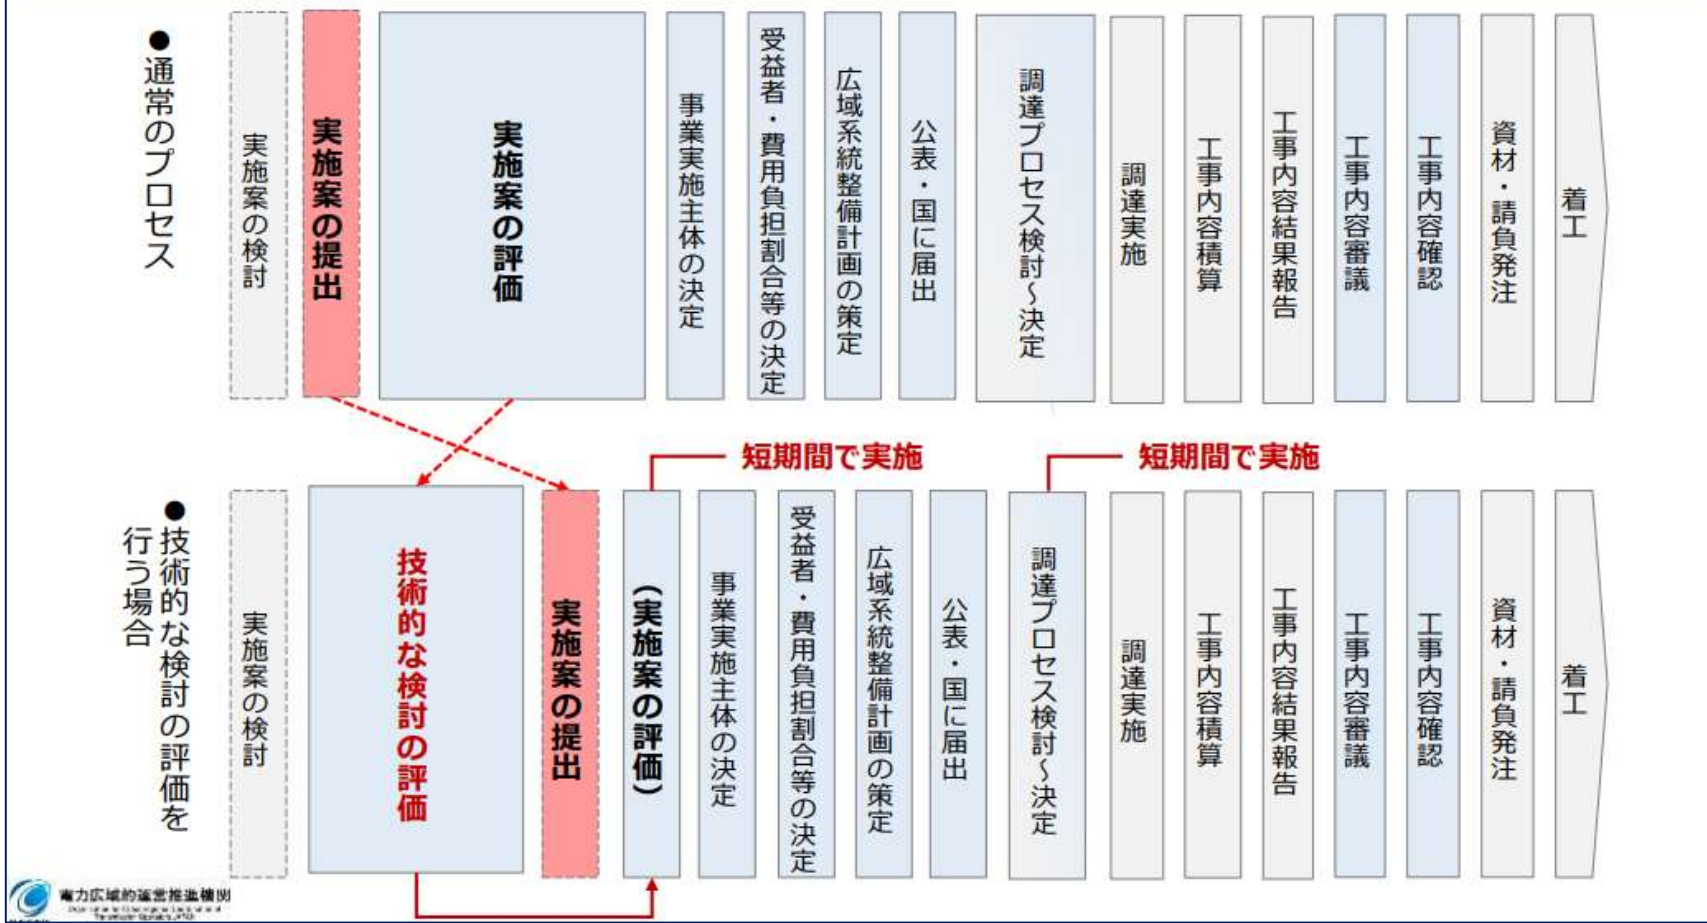 ●通常のプロセス
実施案の検討
実施案の提出
実施案の評価
事業実施主体の決定
受益者・費用負担割合等の決定
広域系統整備計画の策定
公表・国に届出
調達プロセス検討～決定
調達実施
工事内容積算
工事内容結果報告
工事内容審議
工事内容確認
資材・請負発注
着工
短期間で実施
短期間で実施
●技術的な検討の評価を
行う場合
実施案の検討
技術的な検討の評価
実施案の提出
（実施案の評価）
事業実施主体の決定
受益者・費用負担割合等の決定
広域系統整備計画の策定
公表・国に届出
調達プロセス検討～決定
調達実施
工事内容積算
工事内容結果報告
工事内容審議
工事内容確認
資材・請負発注
着工
電力広域的運営推進機関